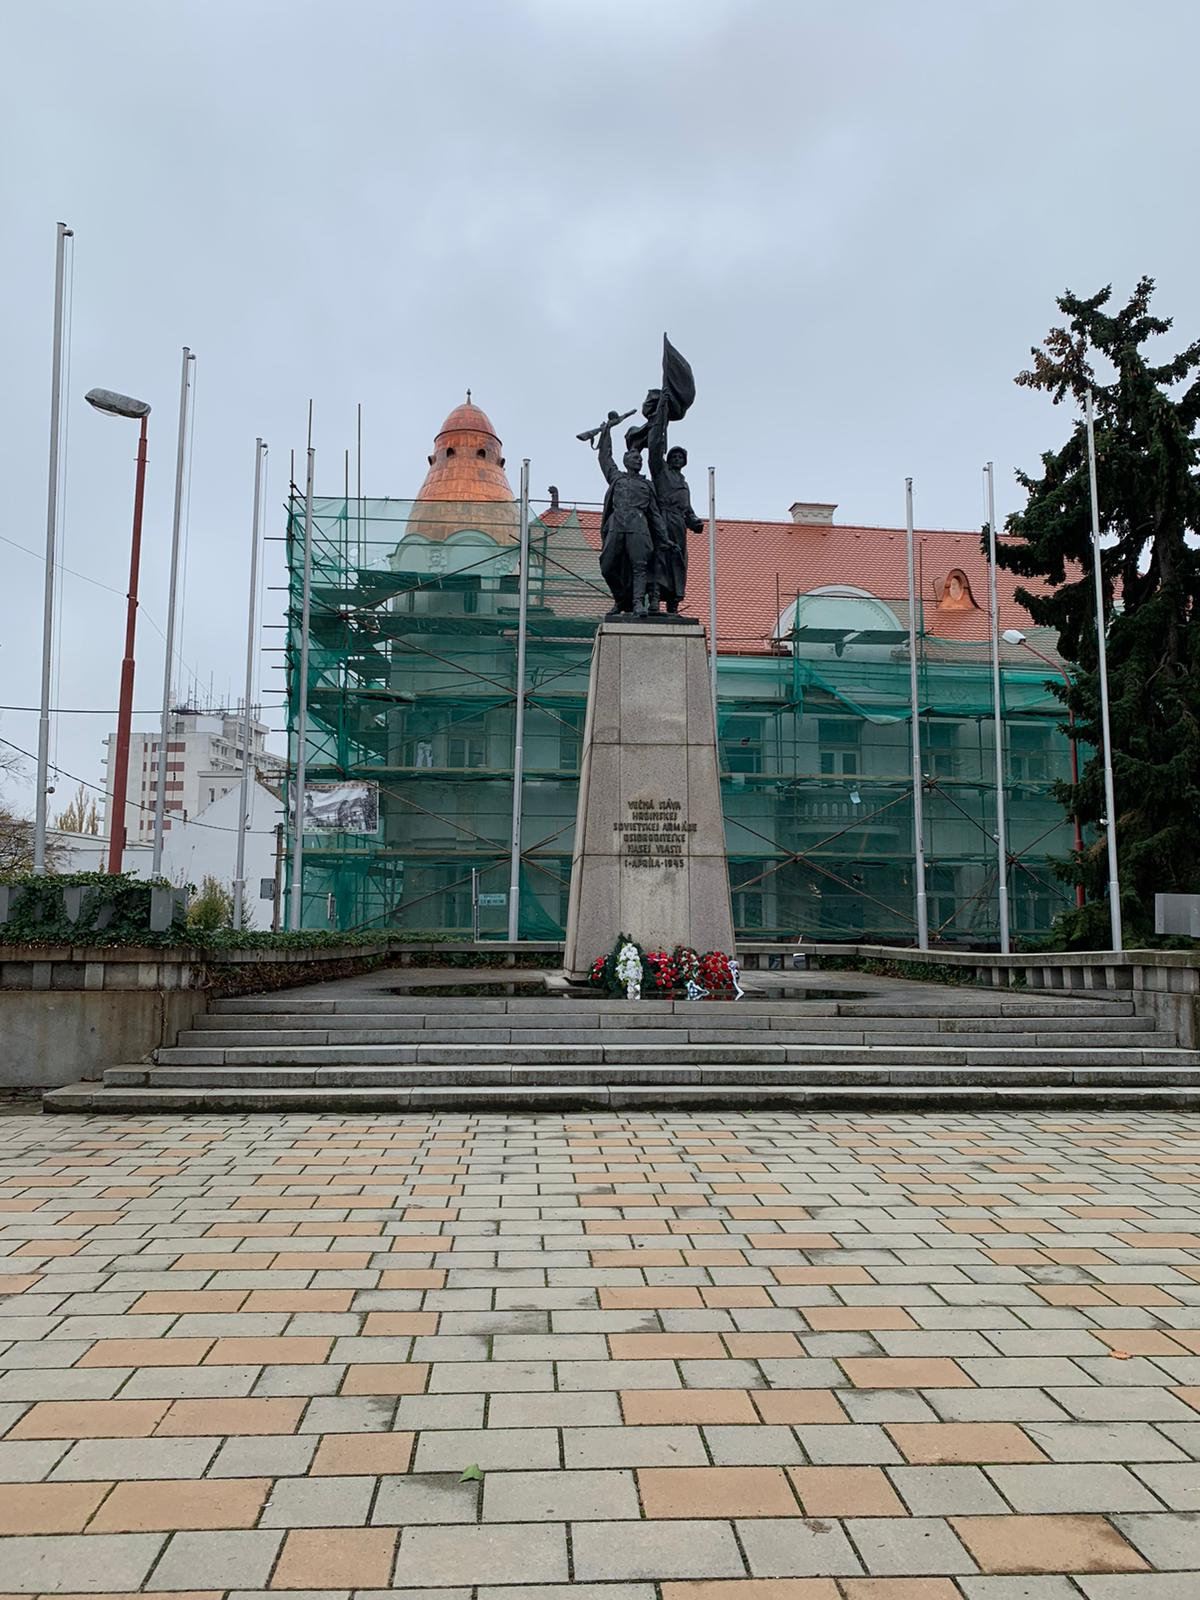 VEČNÁ SLÁVA
HRDINSKEJ
SOVIETSKEJ ARMÁDE
OSLOBODITEĽKE
NAŠEJ VLASTI
1·APRÍLA·1945